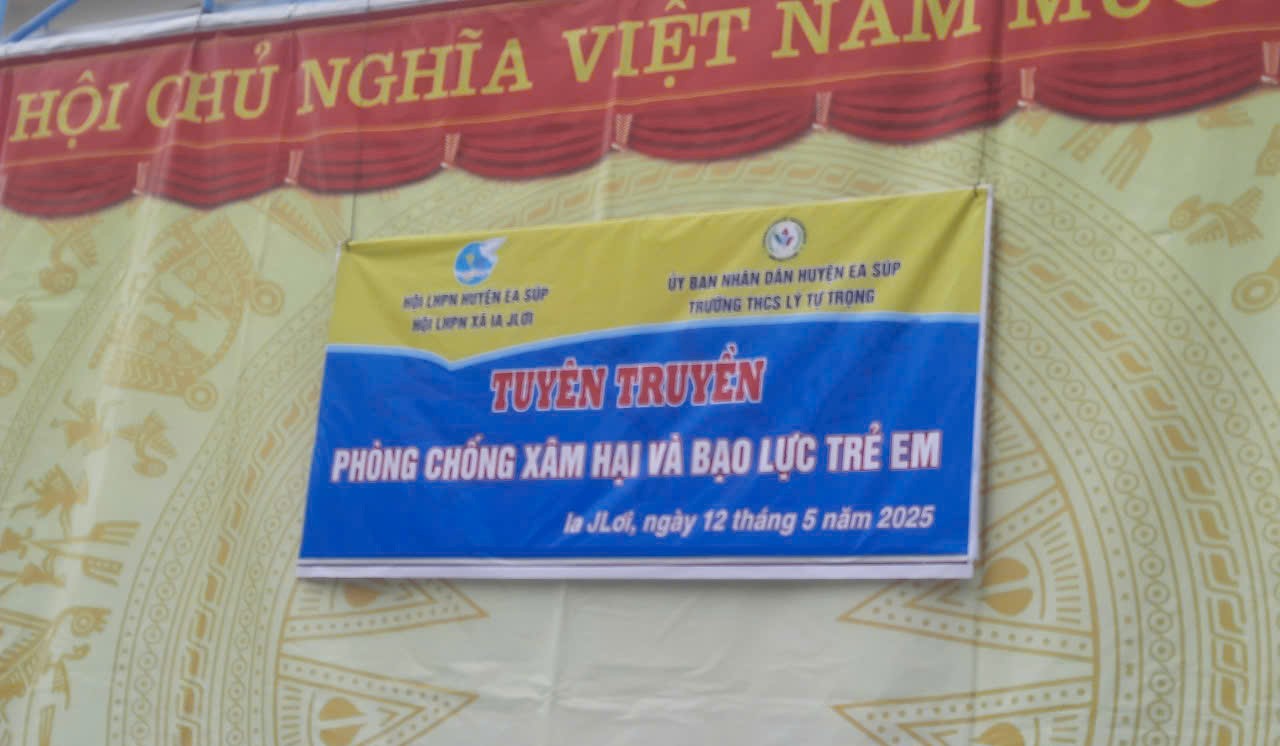 HỘI CHỦ NGHĨA VIỆT NAM
HỘI LHPN HUYỆN EA SÚP
HỘI LHPN XÃ IA JLƠI
ỦY BAN NHÂN DÂN HUYỆN EA SÚP
TRƯỜNG THCS LÝ TỰ TRỌNG
TUYÊN TRUYỀN
PHÒNG CHỐNG XÂM HẠI VÀ BẠO LỰC TRẺ EM
Ia JLơi, ngày 12 tháng 5 năm 2025